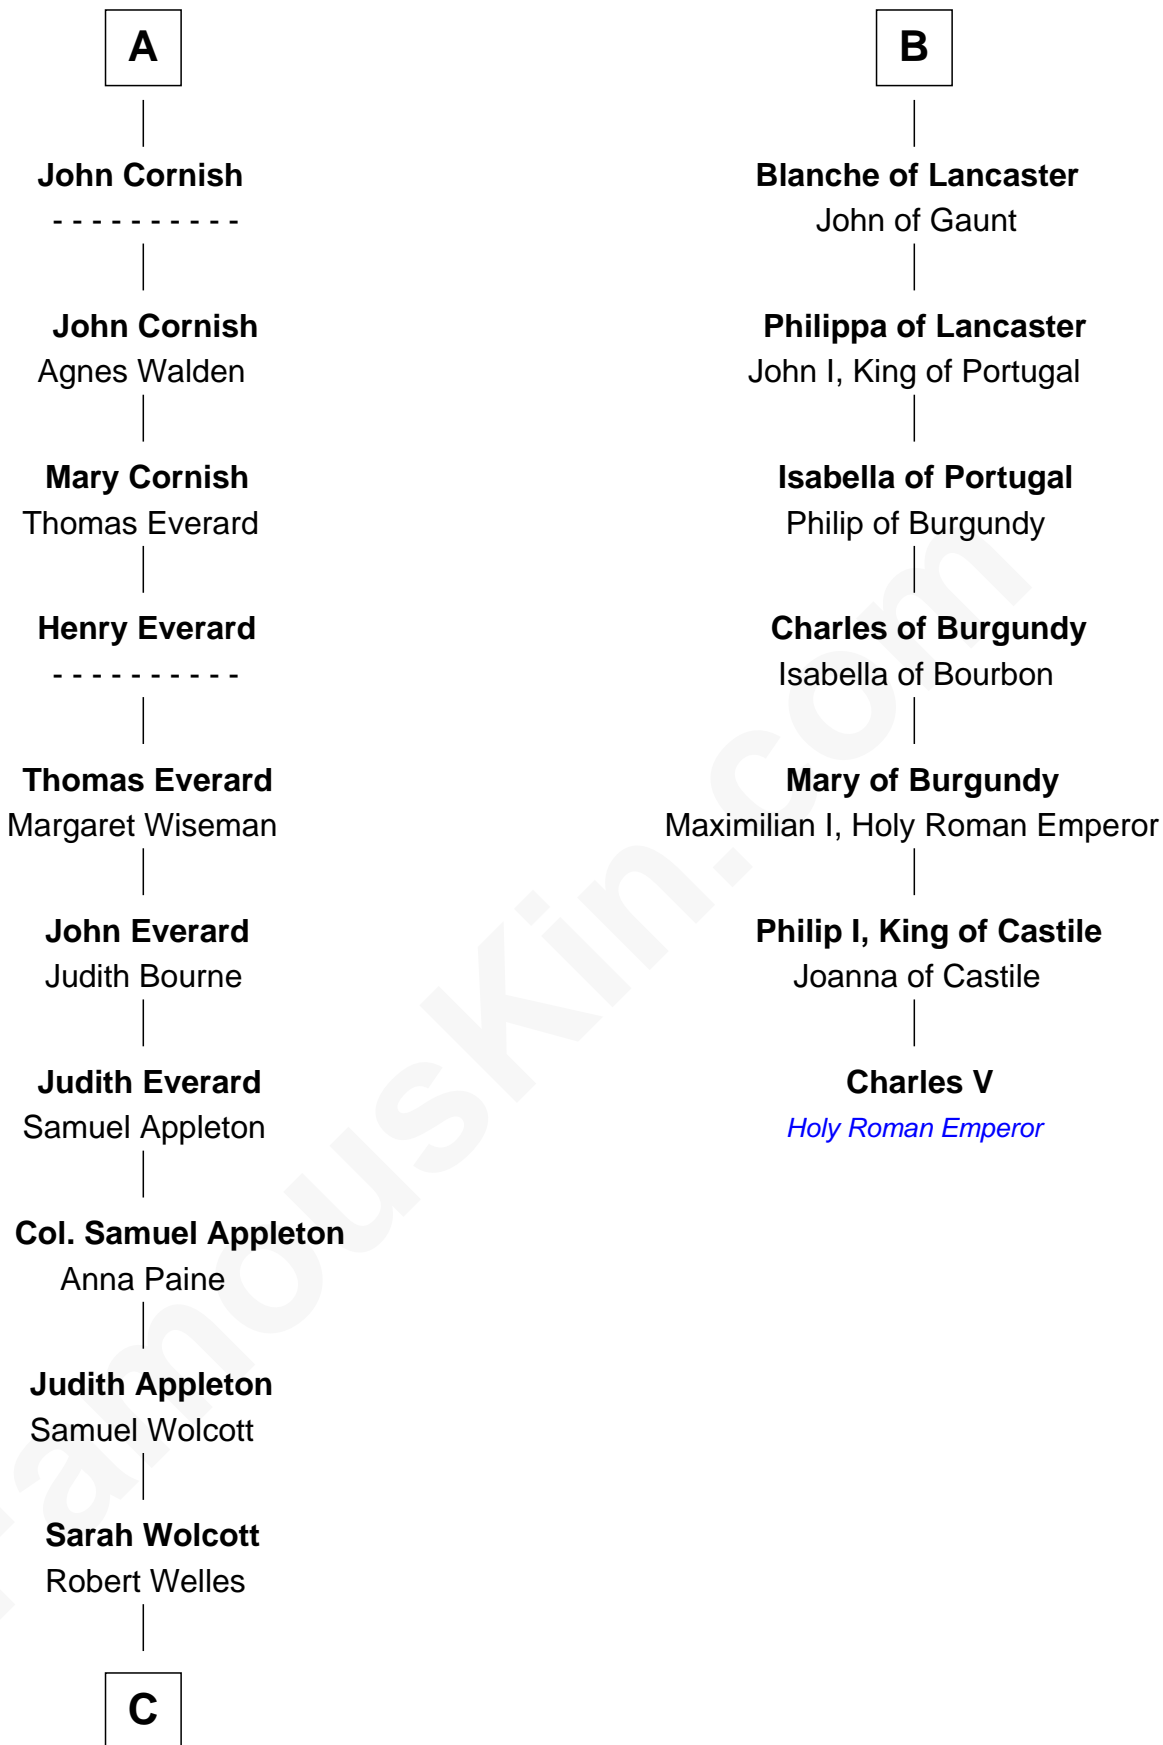 A
John Cornish
- - - - - - - - - -
John Cornish
Agnes Walden
Mary Cornish
Thomas Everard
Henry Everard
- - - - - - - - - -
Thomas Everard
Margaret Wiseman
John Everard
Judith Bourne
Judith Everard
Samuel Appleton
Col. Samuel Appleton
Anna Paine
Judith Appleton
Samuel Wolcott
Sarah Wolcott
Robert Welles
C
B
Blanche of Lancaster
John of Gaunt
Philippa of Lancaster
John I, King of Portugal
Isabella of Portugal
Philip of Burgundy
Charles of Burgundy
Isabella of Bourbon
Mary of Burgundy
Maximilian I, Holy Roman Emperor
Philip I, King of Castile
Joanna of Castile
Charles V
Holy Roman Emperor
FamousKin.com